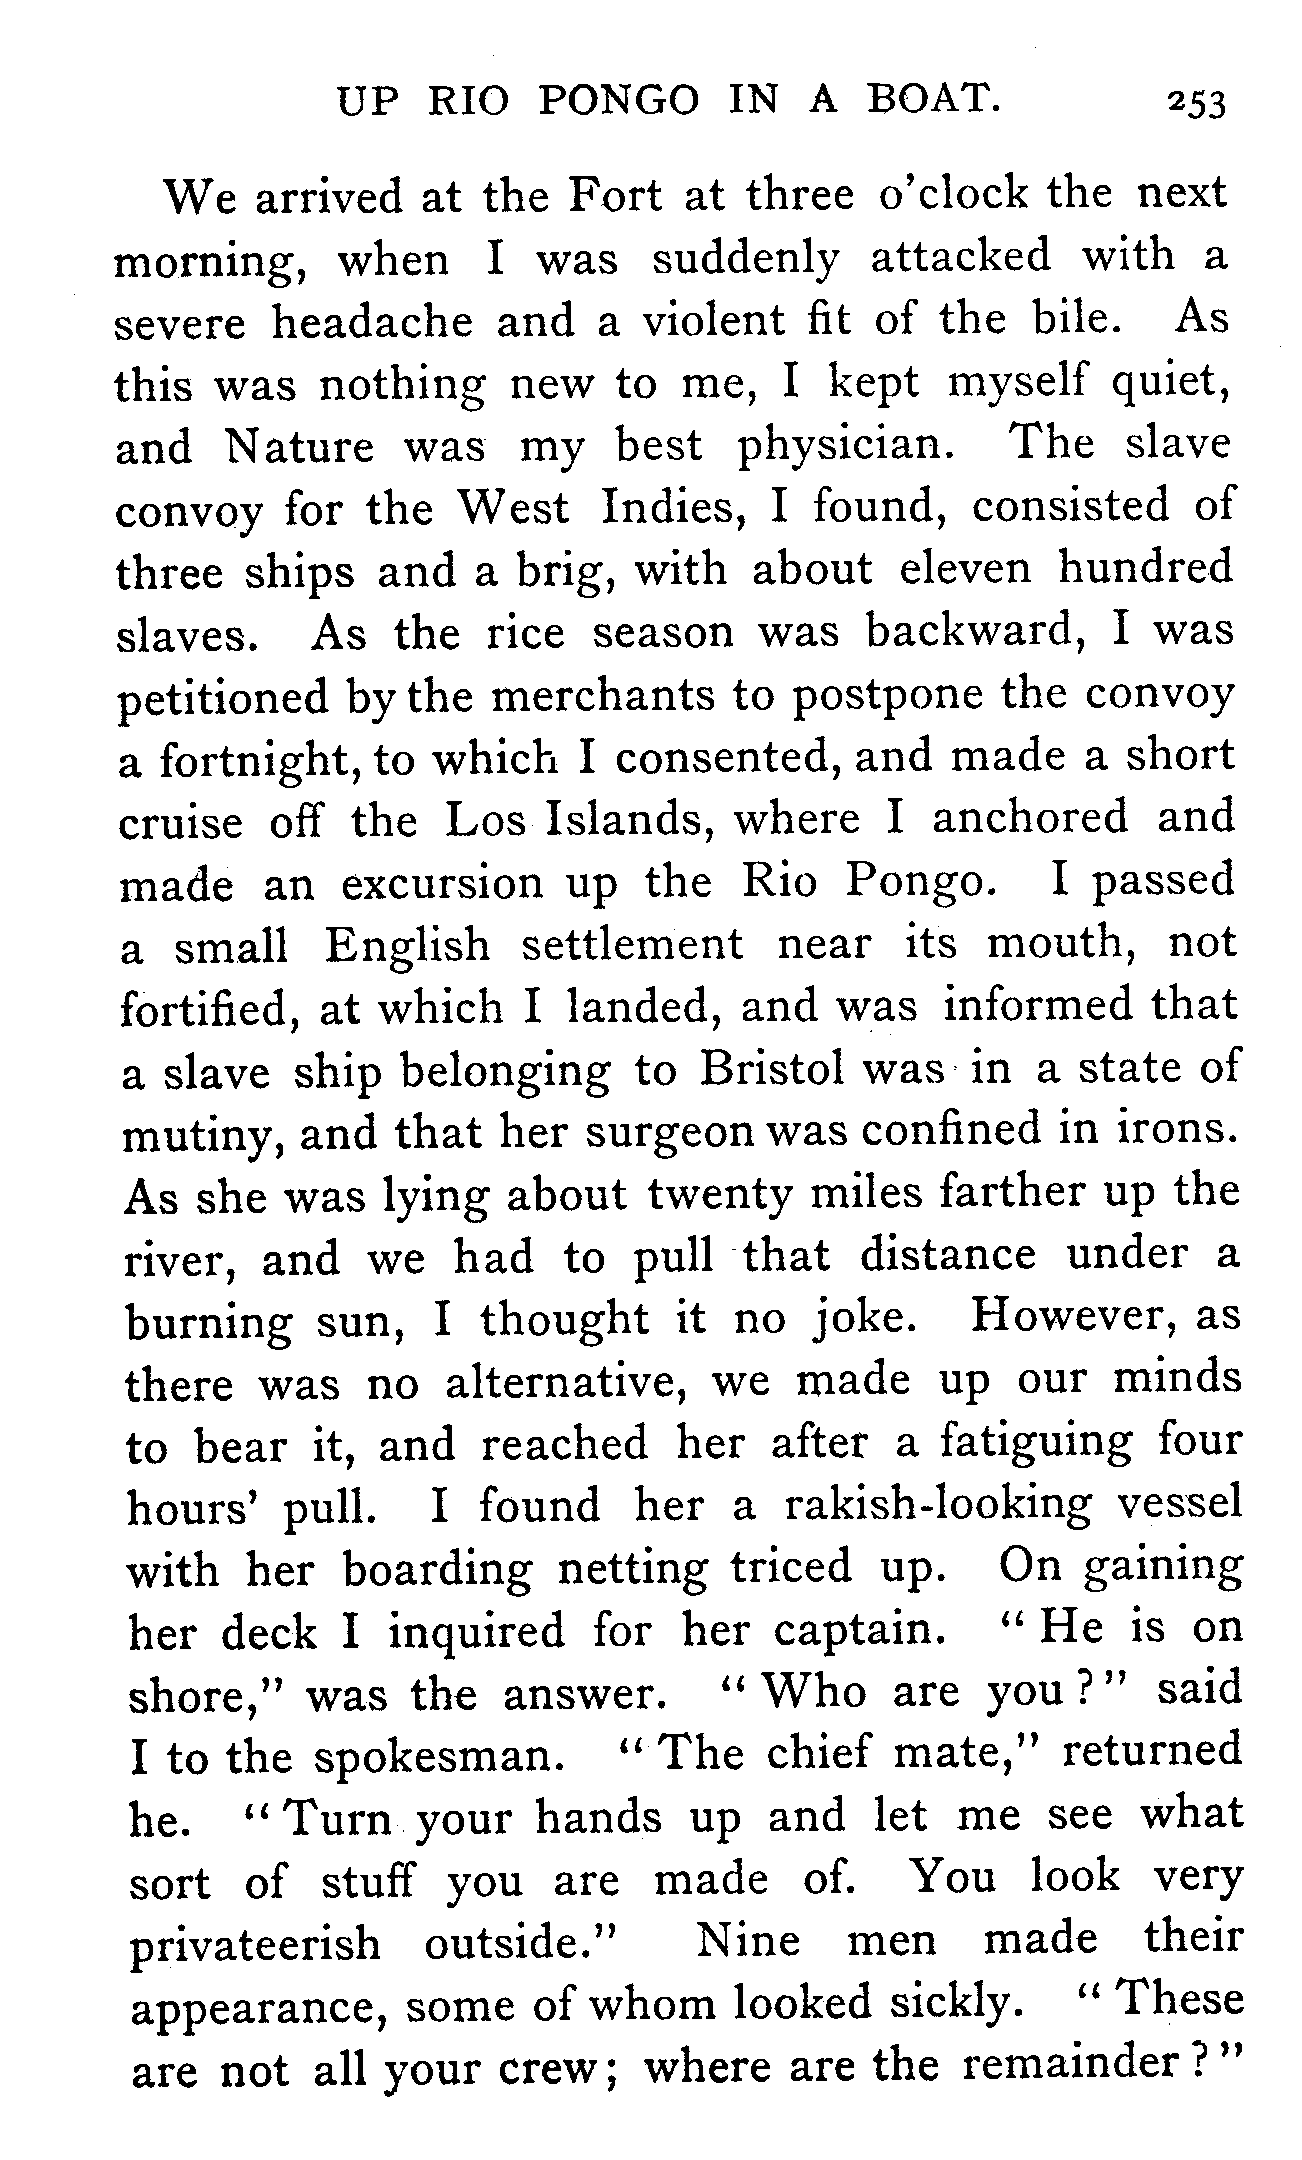 UP RIO PONGO IN A BOAT. 253
We arrived at the Fort at three o'clock the next
morning, when I was suddenly attacked with a
severe headache and a violent fit of the bile. As
this was nothing new to me, I kept myself quiet,
and Nature was my best physician. The slave
convoy for the West Indies, I found, consisted of
three ships and a brig, with about eleven hundred
slaves. As the rice season was backward, I was
petitioned by the merchants to postpone the convoy
a fortnight, to which I consented, and made a short
cruise off the Los Islands, where I anchored and
made an excursion up the Rio Pongo. I passed
a small English settlement near its mouth, not
fortified, at which I landed, and was informed that
a slave ship belonging to Bristol was in a state of
mutiny, and that her surgeon was confined in irons.
As she was lying about twenty miles farther up the
river, and we had to pull that distance under a
burning sun, I thought it no joke. However, as
there was no alternative, we made up our minds
to bear it, and reached her after a fatiguing four
hours' pull. I found her a rakish-looking vessel
with her boarding netting triced up. On gaining
her deck I inquired for her captain. "He is on
shore," was the answer. "Who are you?" said
I to the spokesman. "The chief mate," returned
he. "Turn your hands up and let me see what
sort of stuff you are made of. You look very
privateerish outside." Nine men made their
appearance, some of whom looked sickly. "These
are not all your crew; where are the remainder?"